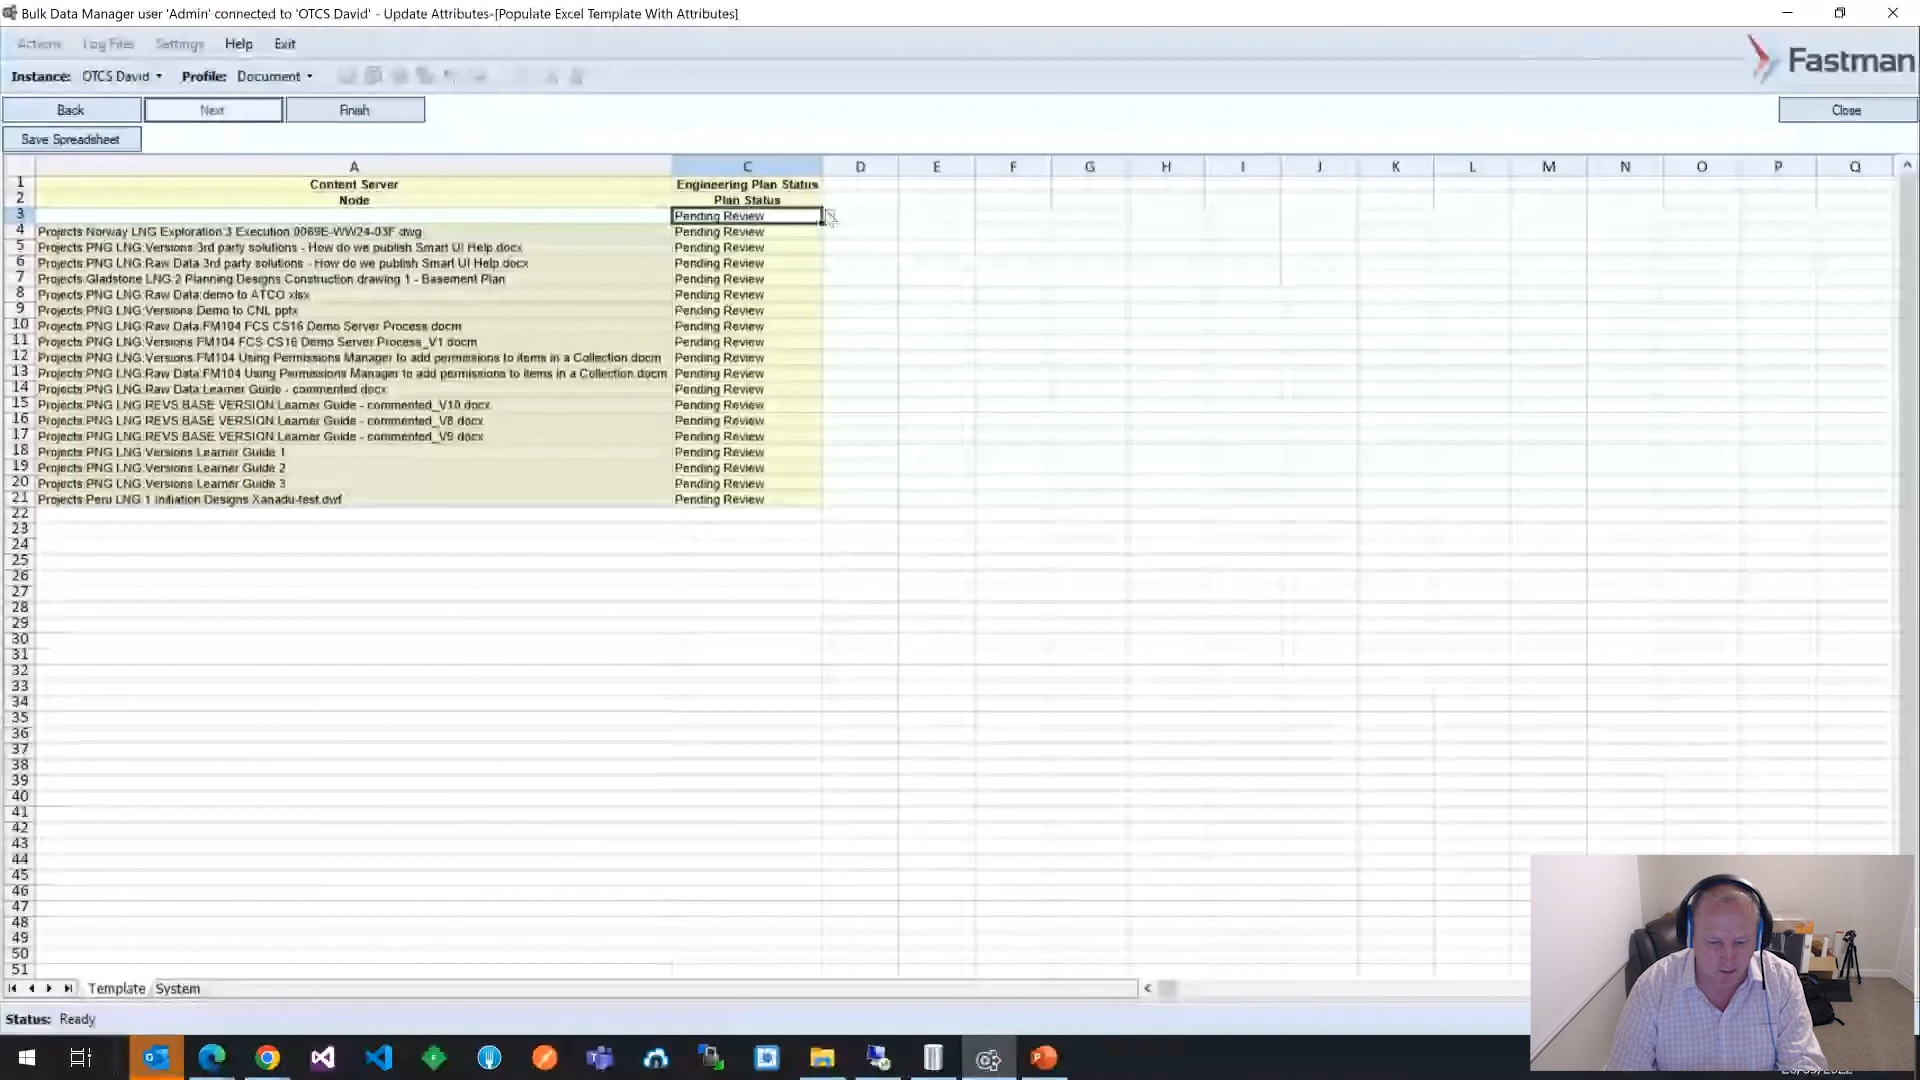 Bulk Data Manager user 'Admin' connected to 'OTCS David' - Update Attributes-[Populate Excel Template With Attributes]
Actions Log Files Settings Help Exit
Fastman
Instance: OTCS David Profile: Document
Back Next Finish Close
Save Spreadsheet
A C D E F G H I J K L M N O P Q
1 Content Server Engineering Plan Status
2 Node Plan Status
3 Pending Review
4 Projects Norway LNG Exploration 3 Execution 0069E-WW24-03F dwg Pending Review
5 Projects PNG LNG Versions 3rd party solutions - How do we publish Smart UI Help docx Pending Review
6 Projects PNG LNG Raw Data 3rd party solutions - How do we publish Smart UI Help docx Pending Review
7 Projects Gladstone LNG 2 Planning Designs Construction drawing 1 - Basement Plan Pending Review
8 Projects PNG LNG Raw Data demo to ATCO xlsx Pending Review
9 Projects PNG LNG Versions Demo to CNL pptx Pending Review
10 Projects PNG LNG Raw Data FM104 FCS CS16 Demo Server Process docm Pending Review
11 Projects PNG LNG Versions FM104 FCS CS16 Demo Server Process_V1 docm Pending Review
12 Projects PNG LNG Versions FM104 Using Permissions Manager to add permissions to items in a Collection docm Pending Review
13 Projects PNG LNG Raw Data FM104 Using Permissions Manager to add permissions to items in a Collection docm Pending Review
14 Projects PNG LNG Raw Data Learner Guide - commented docx Pending Review
15 Projects PNG LNG REVS BASE VERSION Learner Guide - commented_V10 docx Pending Review
16 Projects PNG LNG REVS BASE VERSION Learner Guide - commented_V8 docx Pending Review
17 Projects PNG LNG REVS BASE VERSION Learner Guide - commented_V9 docx Pending Review
18 Projects PNG LNG Versions Learner Guide 1 Pending Review
19 Projects PNG LNG Versions Learner Guide 2 Pending Review
20 Projects PNG LNG Versions Learner Guide 3 Pending Review
21 Projects Peru LNG 1 Initiation Designs Xanadu-test dwf Pending Review
22
23
24
25
26
27
28
29
30
31
32
33
34
35
36
37
38
39
40
41
42
43
44
45
46
47
48
49
50
51
Template System
Status: Ready